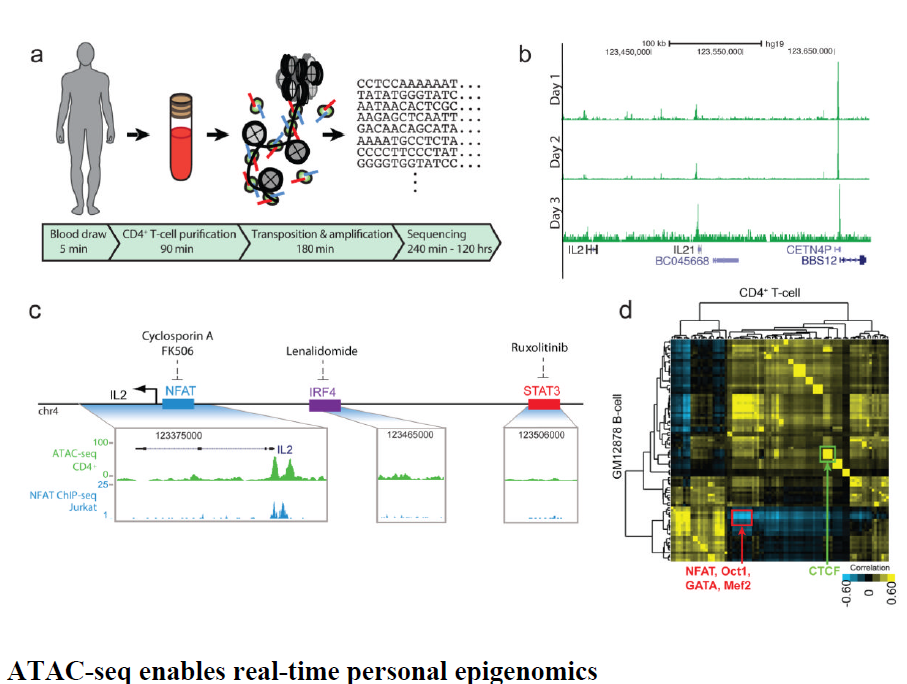 a
CCTCCAAAAAAT...
TATATGGGTATC...
AATAACACTCGC...
AAGAGCTCAATT...
GACAACAGCATA...
AAAATGCCTCTA...
CCCCTTCCCTAT...
GGGGTGGTATCC...
Blood draw
5 min
CD4+ T-cell purification
90 min
Transposition & amplification
180 min
Sequencing
240 min - 120 hrs
b
100 kb
hg19
123,450,000
123,550,000
123,650,000
Day 1
Day 2
Day 3
IL2
IL21
CETN4P
BC045668
BBS12
c
Cyclosporin A
FK506
Lenalidomide
Ruxolitinib
IL2
NFAT
IRF4
STAT3
chr4
123375000
123465000
123506000
IL2
ATAC-seq
CD4+
100
0
NFAT ChIP-seq
Jurkat
25
1
d
CD4+ T-cell
GM12878 B-cell
NFAT, Oct1,
GATA, Mef2
CTCF
Correlation
-0.60
0
0.60
ATAC-seq enables real-time personal epigenomics